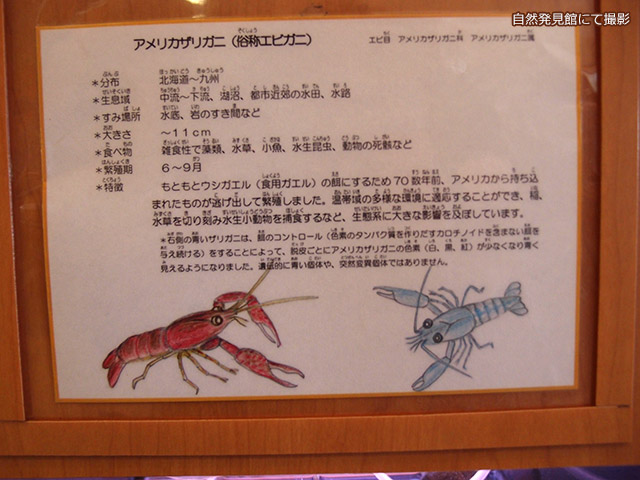 自然発見館にて撮影
アメリカザリガニ（俗称エビガニ） エビ目 アメリカザリガニ科 アメリカザリガニ属
＊分布 北海道～九州
＊生息域 中流～下流、湖沼、都市近郊の水田、水路
＊すみ場所 水底、岩のすき間など
＊大きさ ～11cm
＊食べ物 雑食性で藻類、水草、小魚、水生昆虫、動物の死骸など
＊繁殖期 6～9月
＊特徴 もともとウシガエル（食用ガエル）の餌にするため70数年前、アメリカから持ち込
まれたものが逃げ出して繁殖しました。温帯域の多様な環境に適応することができ、稲、
水草を切り刻み水生小動物を捕食するなど、生態系に大きな影響を及ぼしています。
＊右側の青いザリガニは、餌のコントロール（色素のタンパク質を作りだすカロチノイドを含まない餌を
与え続ける）をすることによって、脱皮ごとにアメリカザリガニの色素（白、黒、紅）が少なくなり青く
見えるようになりました。遺伝的に青い個体や、突然変異個体ではありません。